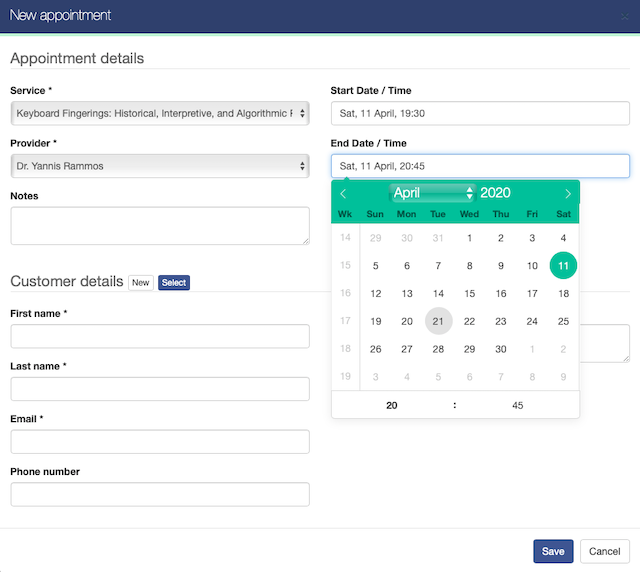 New appointment
×
Appointment details
Service *
Keyboard Fingerings: Historical, Interpretive, and Algorithmic
Provider *
Dr. Yannis Rammos
Notes
Start Date / Time
Sat, 11 April, 19:30
End Date / Time
Sat, 11 April, 20:45
April 2020
Wk Sun Mon Tue Wed Thu Fri Sat
14 29 30 31 1 2 3 4
15 5 6 7 8 9 10 11
16 12 13 14 15 16 17 18
17 19 20 21 22 23 24 25
18 26 27 28 29 30 1 2
19 3 4 5 6 7 8 9
20 : 45
Customer details New Select
First name *
Last name *
Email *
Phone number
Save Cancel